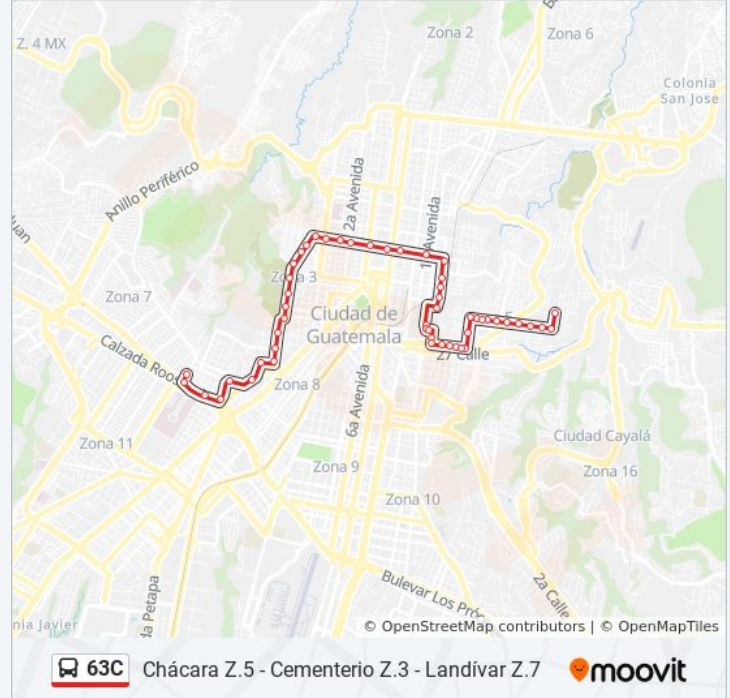 Zona 2
Zona 6
Z. 4 MX
Colonia
San Jose
Anillo Periférico
2a Avenida
Avenida
Zona 3
Zona 7
Ciudad de
Guatemala
Calzada Roos
27 Calle
Zona 8
6a Avenida
Zona 11
Ciudad Cayalá
Zona 16
Zona 9
Zona 10
2a Calle
Bulevar Los Pró
nia Javier
da Petapa
© OpenStreetMap contributors | © OpenMapTiles
63C
Chácara Z.5 - Cementerio Z.3 - Landívar Z.7
moovit